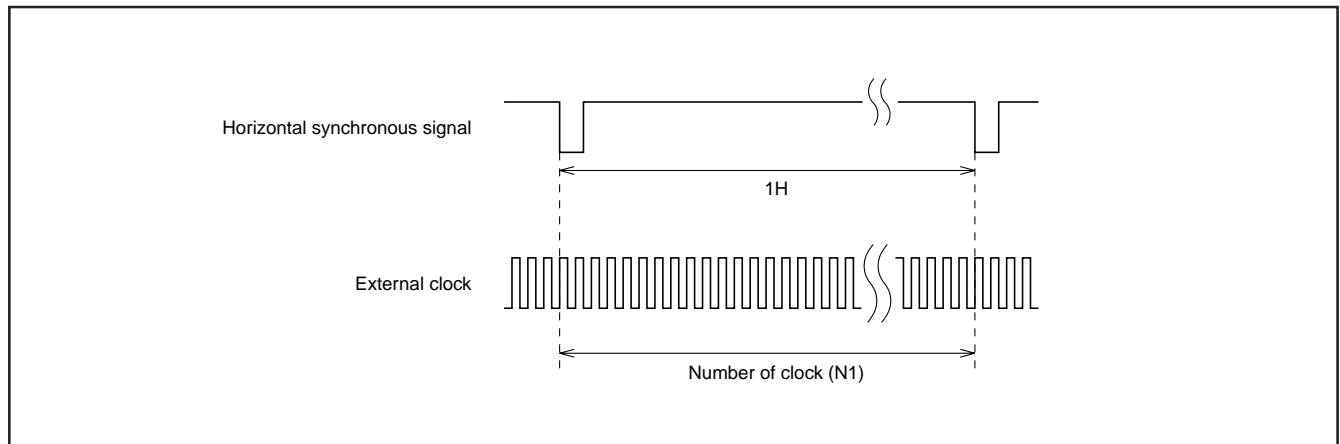 Horizontal synchronous signal
1H
External clock
Number of clock (N1)